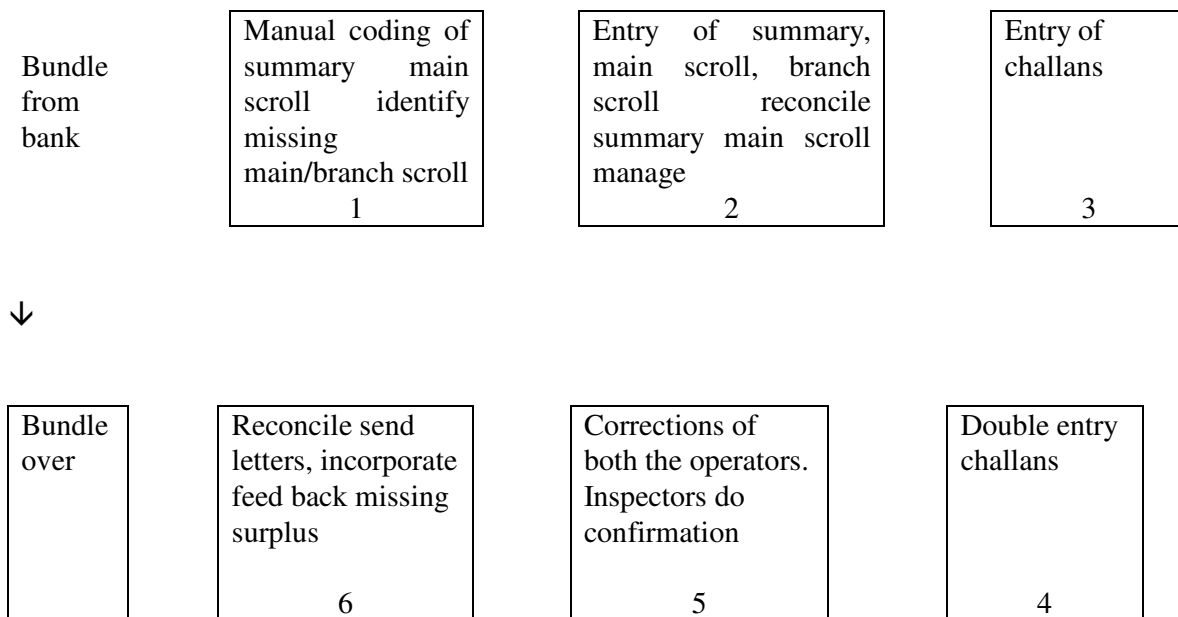 Bundle
from
bank
Manual coding of
summary main
scroll identify
missing
main/branch scroll
1
Entry of summary,
main scroll, branch
scroll reconcile
summary main scroll
manage
2
Entry of
challans
3
↓
Bundle
over
Reconcile send
letters, incorporate
feed back missing
surplus
6
Corrections of
both the operators.
Inspectors do
confirmation
5
Double entry
challans
4